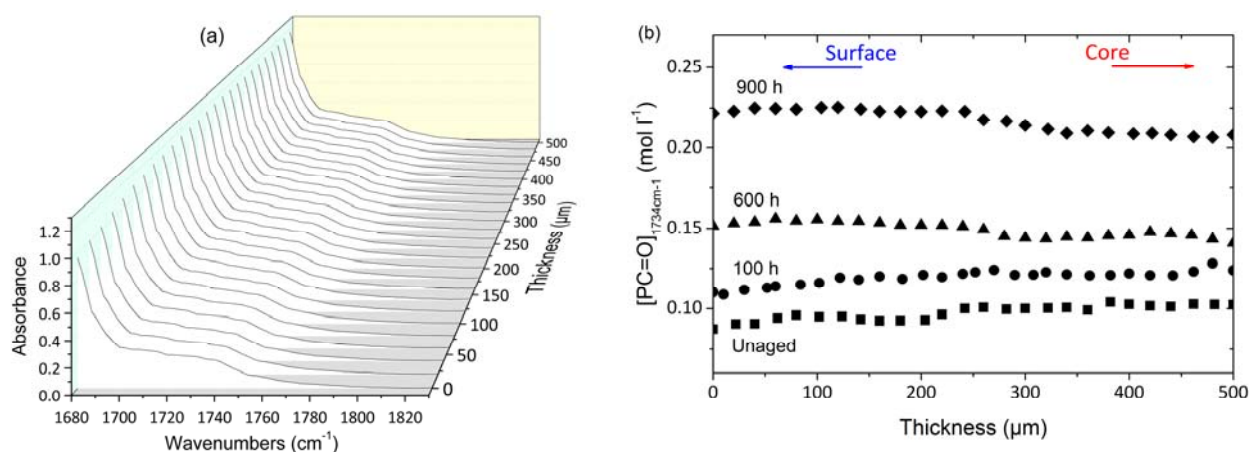 (a)
Absorbance
1.2
1.0
0.8
0.6
0.4
0.2
0.0
1680 1700 1720 1740 1760 1780 1800 1820
Wavenumbers (cm⁻¹)
0
50
100
150
200
250
300
350
400
450
500
Thickness (µm)
(b)
[PC=O]1734cm-1 (mol l⁻¹)
0.25
0.20
0.15
0.10
Surface
Core
900 h
600 h
100 h
Unaged
0 100 200 300 400 500
Thickness (µm)